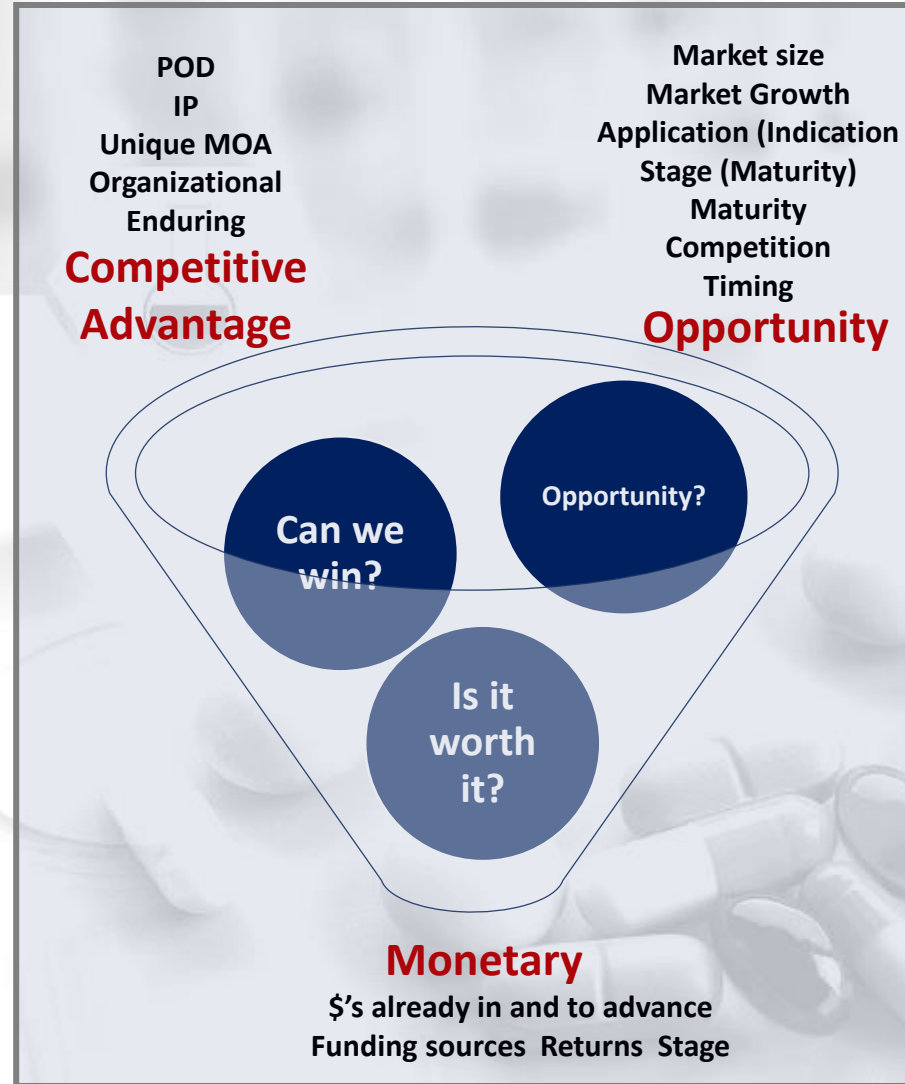 POD
IP
Unique MOA
Organizational
Enduring
Competitive
Advantage
Market size
Market Growth
Application (Indication
Stage (Maturity)
Maturity
Competition
Timing
Opportunity
Can we
win?
Opportunity?
Is it
worth
it?
Monetary
$'s already in and to advance
Funding sources Returns Stage